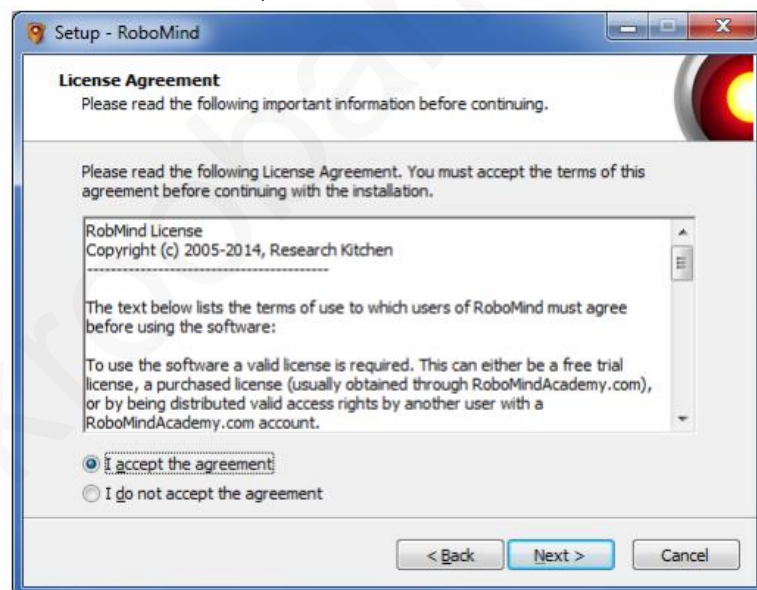 Setup - RoboMind
License Agreement
Please read the following important information before continuing.
Please read the following License Agreement. You must accept the terms of this
agreement before continuing with the installation.
RobMind License
Copyright (c) 2005-2014, Research Kitchen
----------------------------------------
The text below lists the terms of use to which users of RoboMind must agree
before using the software:
To use the software a valid license is required. This can either be a free trial
license, a purchased license (usually obtained through RoboMindAcademy.com),
or by being distributed valid access rights by another user with a
RoboMindAcademy.com account.
I accept the agreement
I do not accept the agreement
< Back Next > Cancel